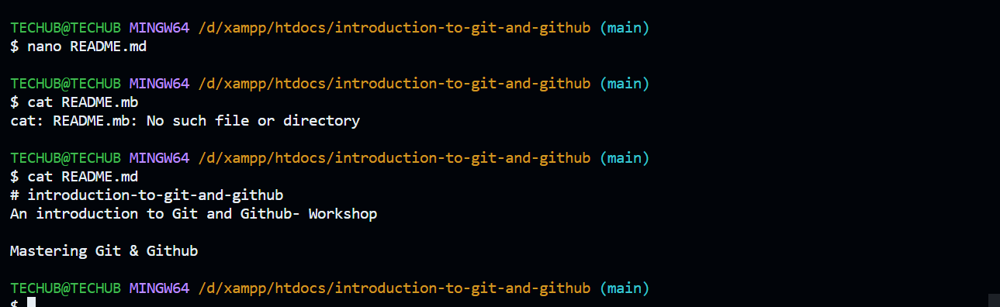 TECHUB@TECHUB MINGW64 /d/xampp/htdocs/introduction-to-git-and-github (main)
$ nano README.md
TECHUB@TECHUB MINGW64 /d/xampp/htdocs/introduction-to-git-and-github (main)
$ cat README.mb
cat: README.mb: No such file or directory
TECHUB@TECHUB MINGW64 /d/xampp/htdocs/introduction-to-git-and-github (main)
$ cat README.md
# introduction-to-git-and-github
An introduction to Git and Github- Workshop
Mastering Git & Github
TECHUB@TECHUB MINGW64 /d/xampp/htdocs/introduction-to-git-and-github (main)
$